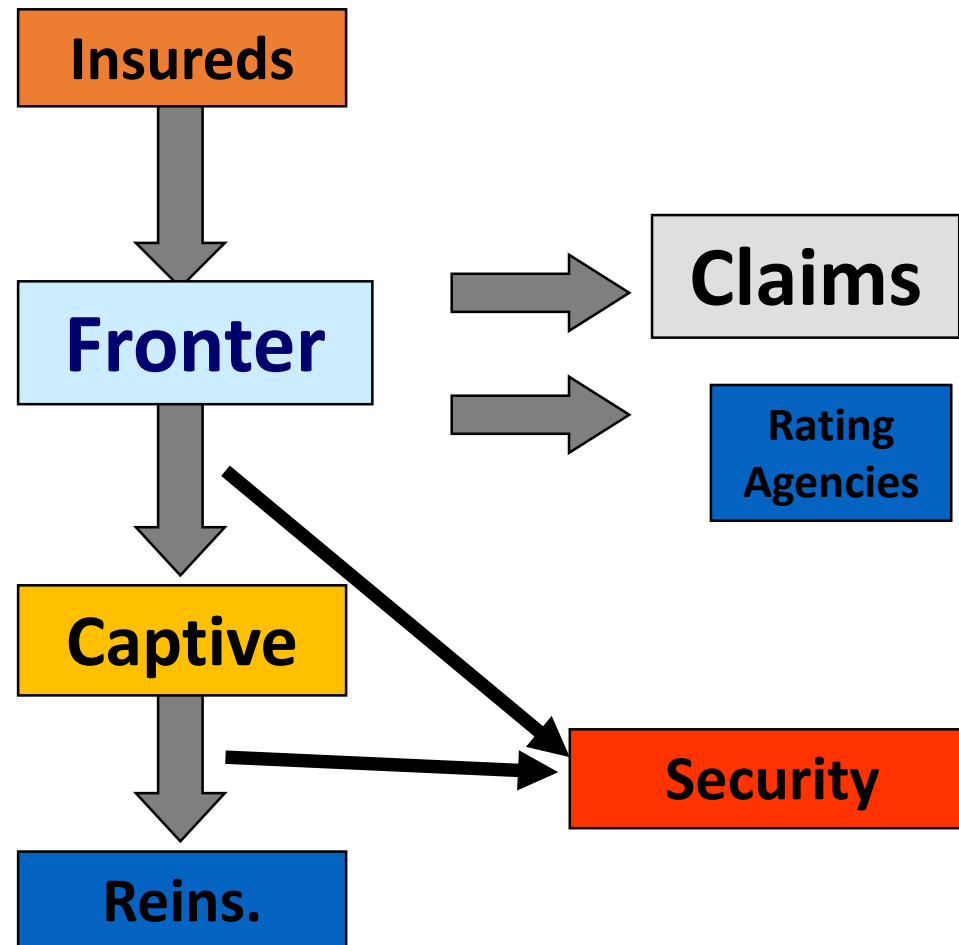 Insureds
Claims
Fronter
Rating
Agencies
Captive
Security
Reins.